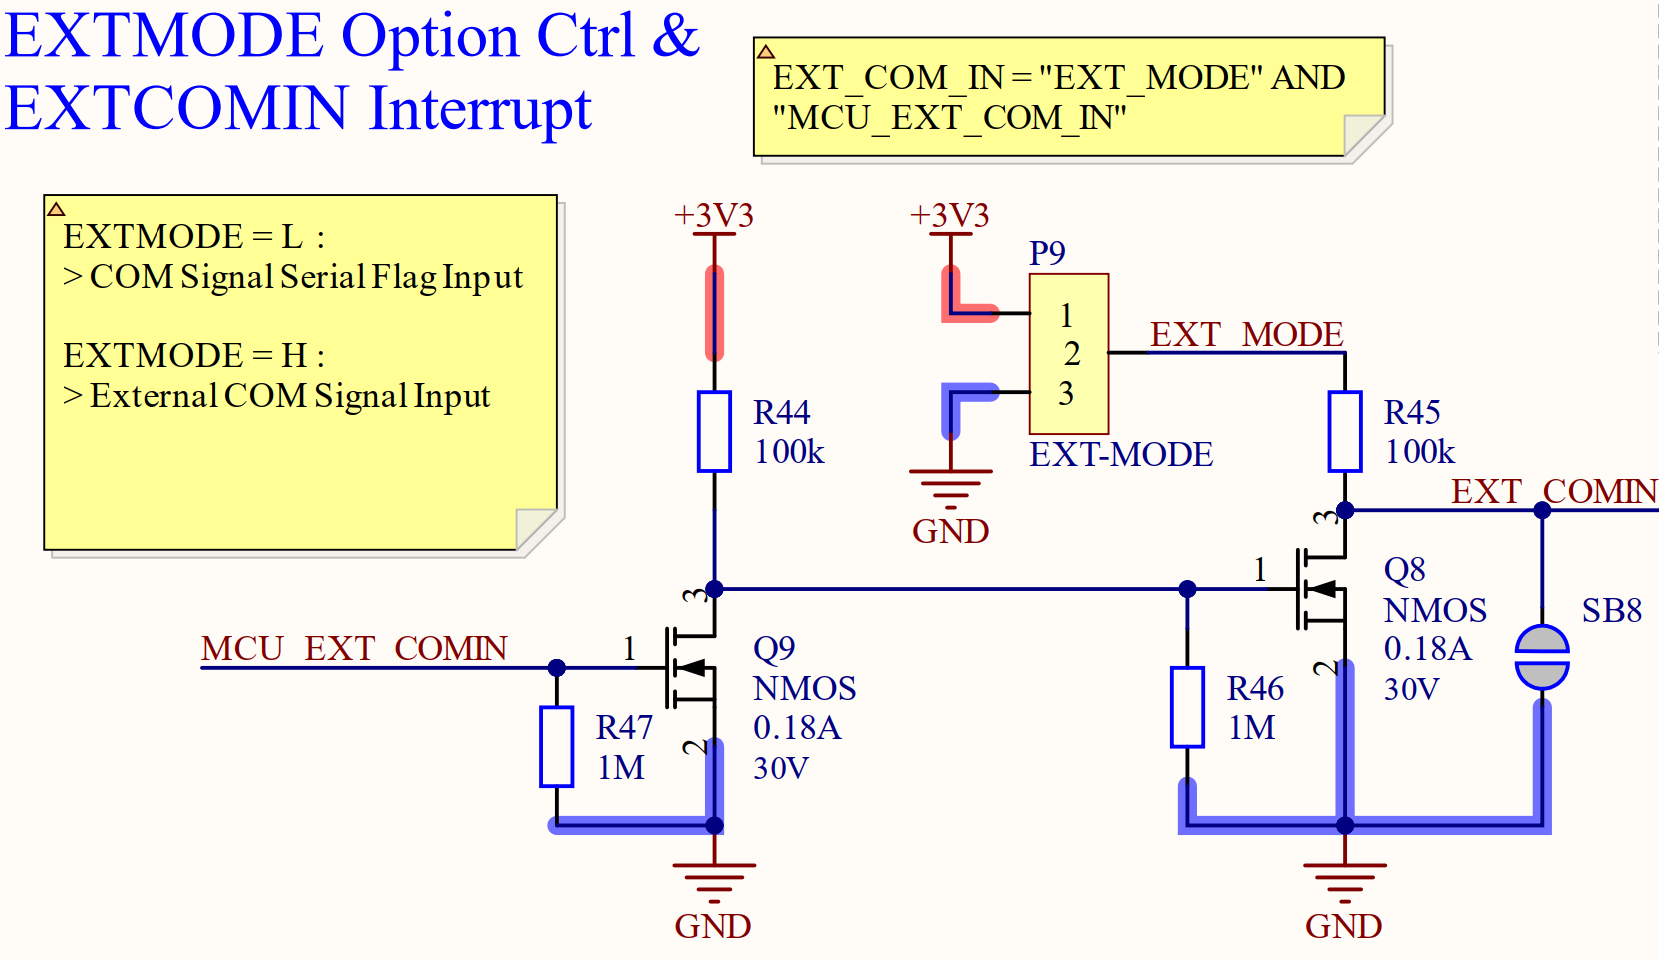 EXTMODE Option Ctrl &
EXTCOMIN Interrupt
EXT_COM_IN = "EXT_MODE" AND
"MCU_EXT_COM_IN"
EXTMODE = L :
> COM Signal Serial Flag Input
EXTMODE = H :
> External COM Signal Input
+3V3
+3V3
P9
1
2
3
EXT_MODE
EXT-MODE
GND
R44
100k
R45
100k
EXT_COMIN
3
1
Q8
NMOS
0.18A
30V
2
SB8
3
MCU_EXT_COMIN
1
Q9
NMOS
0.18A
30V
2
R47
1M
R46
1M
GND
GND